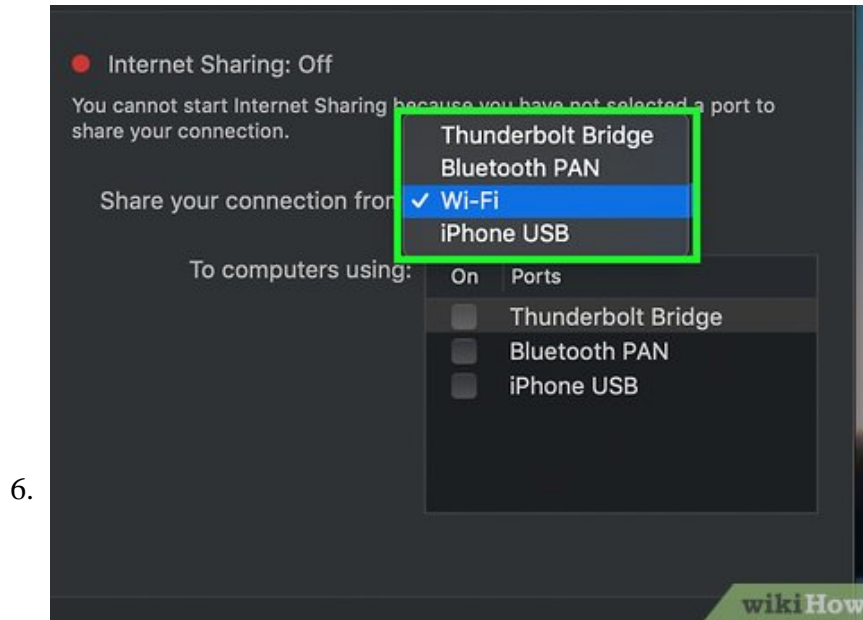 Internet Sharing: Off
You cannot start Internet Sharing because you have not selected a port to
share your connection.
Thunderbolt Bridge
Bluetooth PAN
Share your connection from
✓ Wi-Fi
iPhone USB
To computers using:
On Ports
Thunderbolt Bridge
Bluetooth PAN
iPhone USB
6.
wikiHow